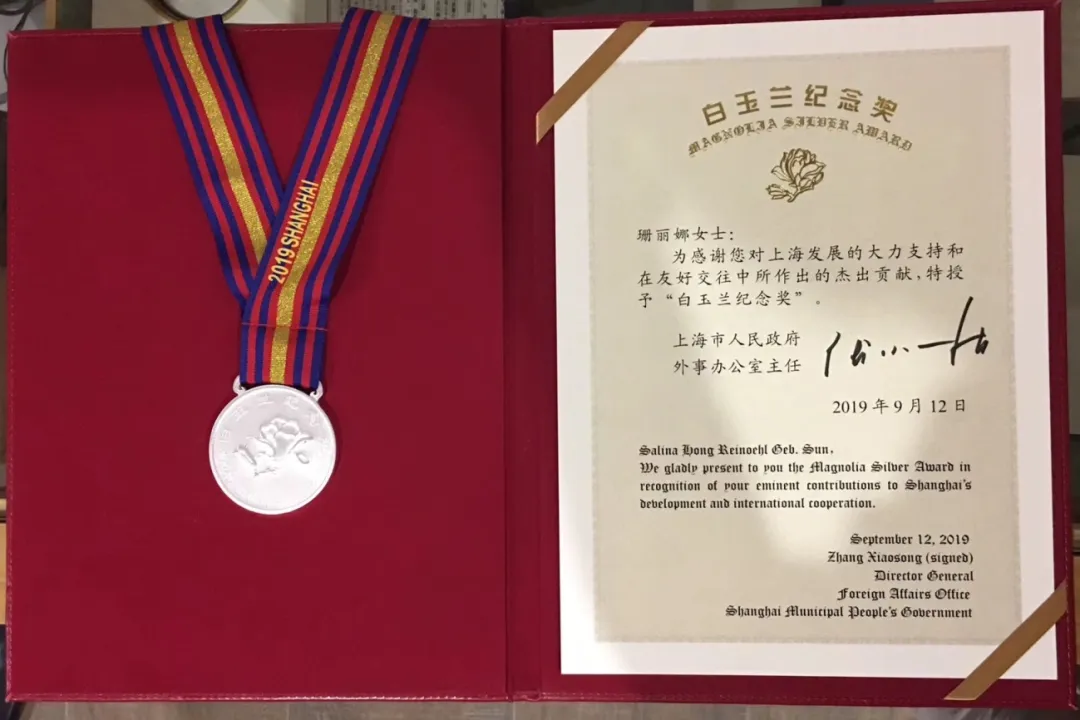 2019 SHANGHAI
白玉兰纪念奖
MAGNOLIA SILVER AWARD
珊丽娜女士：
为感谢您对上海发展的大力支持和
在友好交往中所作出的杰出贡献，特授
予“白玉兰纪念奖”。
上海市人民政府
外事办公室主任
2019年9月12日
Salina Hong Reinoehl Geb. Sun,
We gladly present to you the Magnolia Silver Award in
recognition of your eminent contributions to Shanghai's
development and international cooperation.
September 12, 2019
Zhang Xiaosong (signed)
Director General
Foreign Affairs Office
Shanghai Municipal People's Government